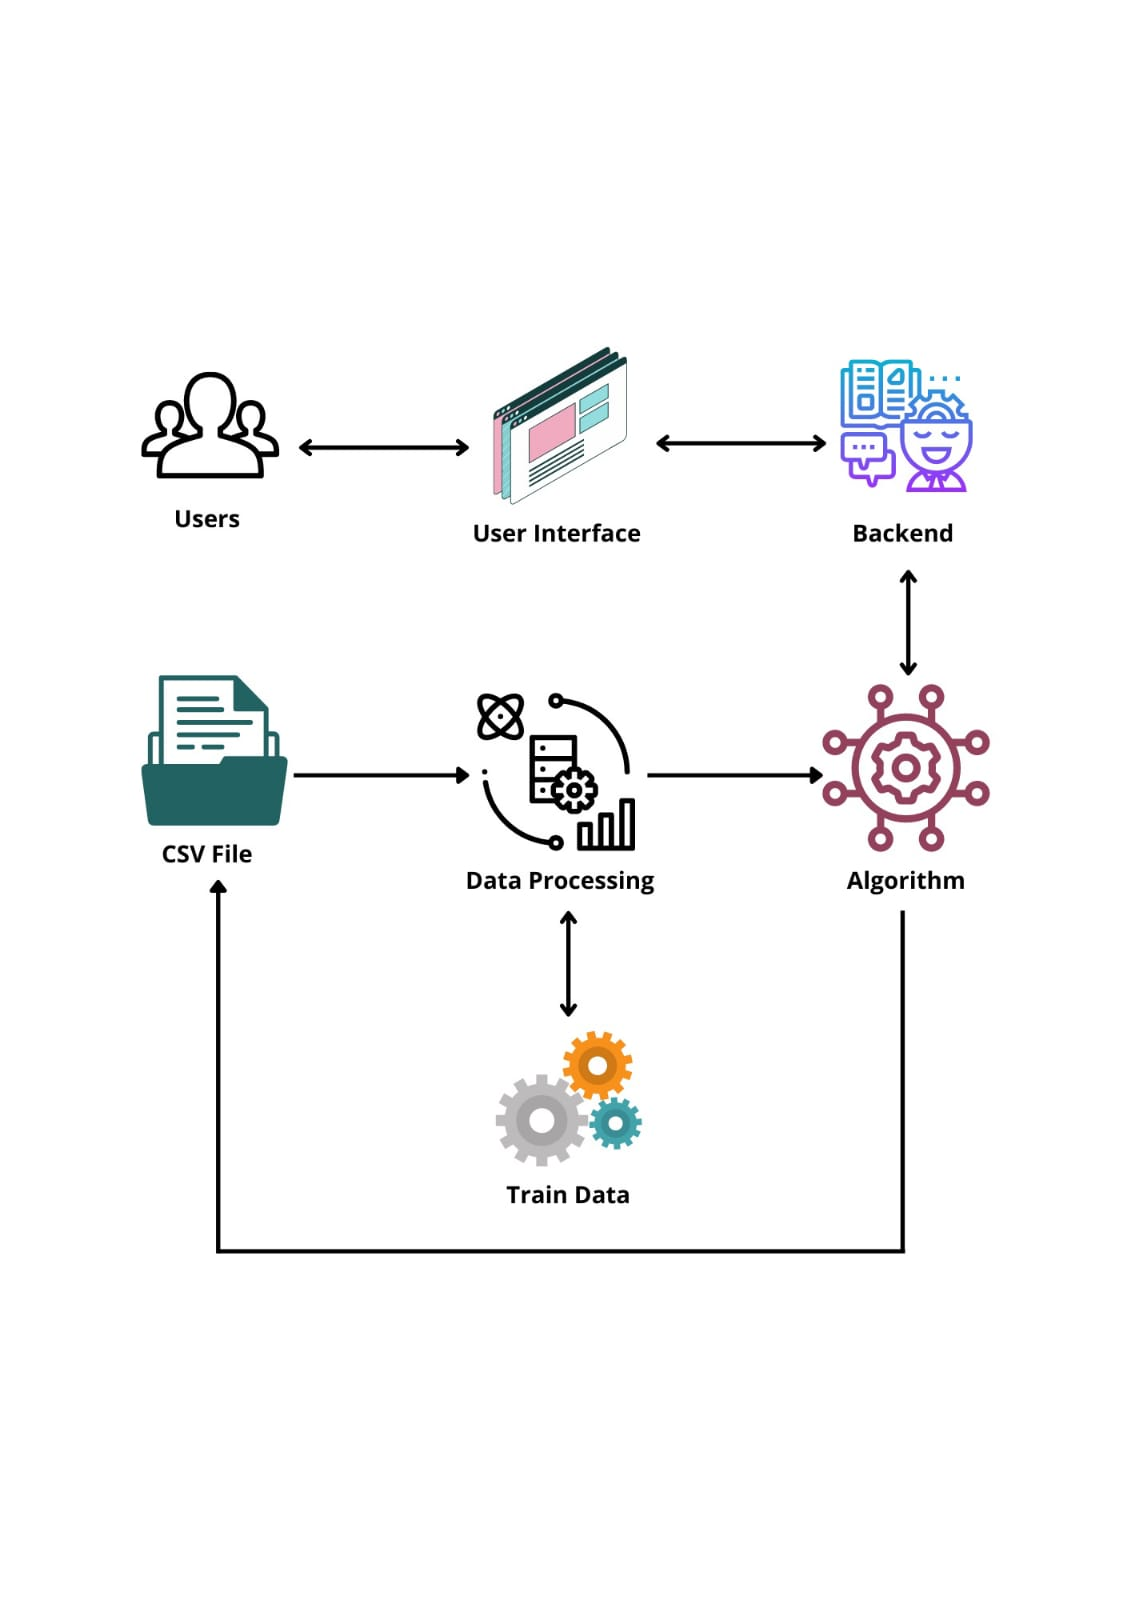 Users
User Interface
Backend
CSV File
Data Processing
Algorithm
Train Data